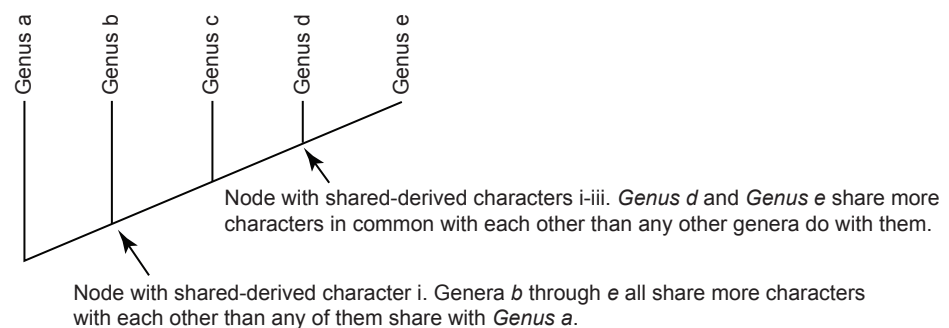 Genus a
Genus b
Genus c
Genus d
Genus e
Node with shared-derived characters i-iii. Genus d and Genus e share more
characters in common with each other than any other genera do with them.
Node with shared-derived character i. Genera b through e all share more characters
with each other than any of them share with Genus a.